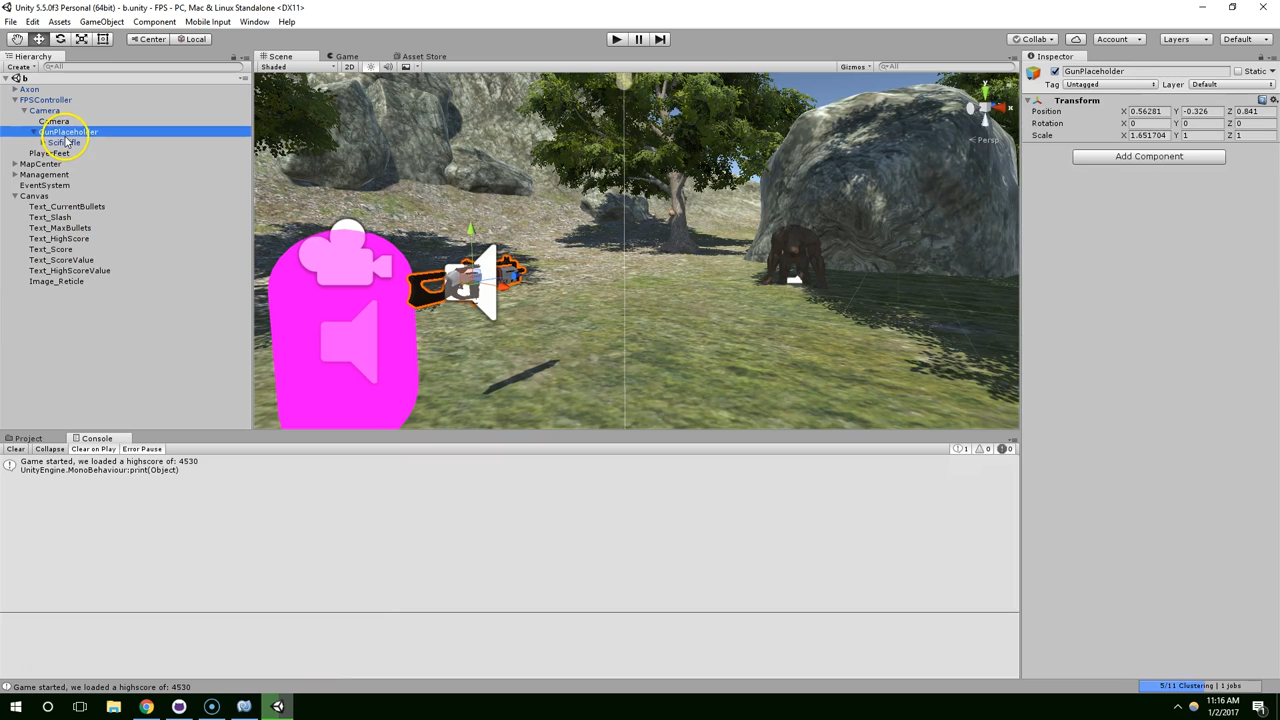 Unity 5.5.0f3 Personal (64bit) - b.unity - FPS - PC, Mac & Linux Standalone <DX11>
File Edit Assets GameObject Component Mobile Input Window Help
Center Local Collab Account Layers Default
Hierarchy Scene Game Asset Store Inspector
Create All Shaded 2D Gizmos All
b
Axon
FPSController
Camera
Camera
GunPlaceholder
PlayerFeet
MapCenter
Management
EventSystem
Canvas
Text_CurrentBullets
Text_Slash
Text_MaxBullets
Text_HighScore
Text_Score
Text_ScoreValue
Text_HighScoreValue
Image_Reticle
y
x
Persp
GunPlaceholder Static
Tag Untagged Layer Default
Transform
Position X 0.56281 Y -0.326 Z 0.841
Rotation X 0 Y 0 Z 0
Scale X 1.651704 Y 1 Z 1
Add Component
Project Console
Clear Collapse Clear on Play Error Pause 1 0 0
Game started, we loaded a highscore of: 4530
UnityEngine.MonoBehaviour:print(Object)
Game started, we loaded a highscore of: 4530
5/11 Clustering | 1 jobs
11:16 AM
1/2/2017